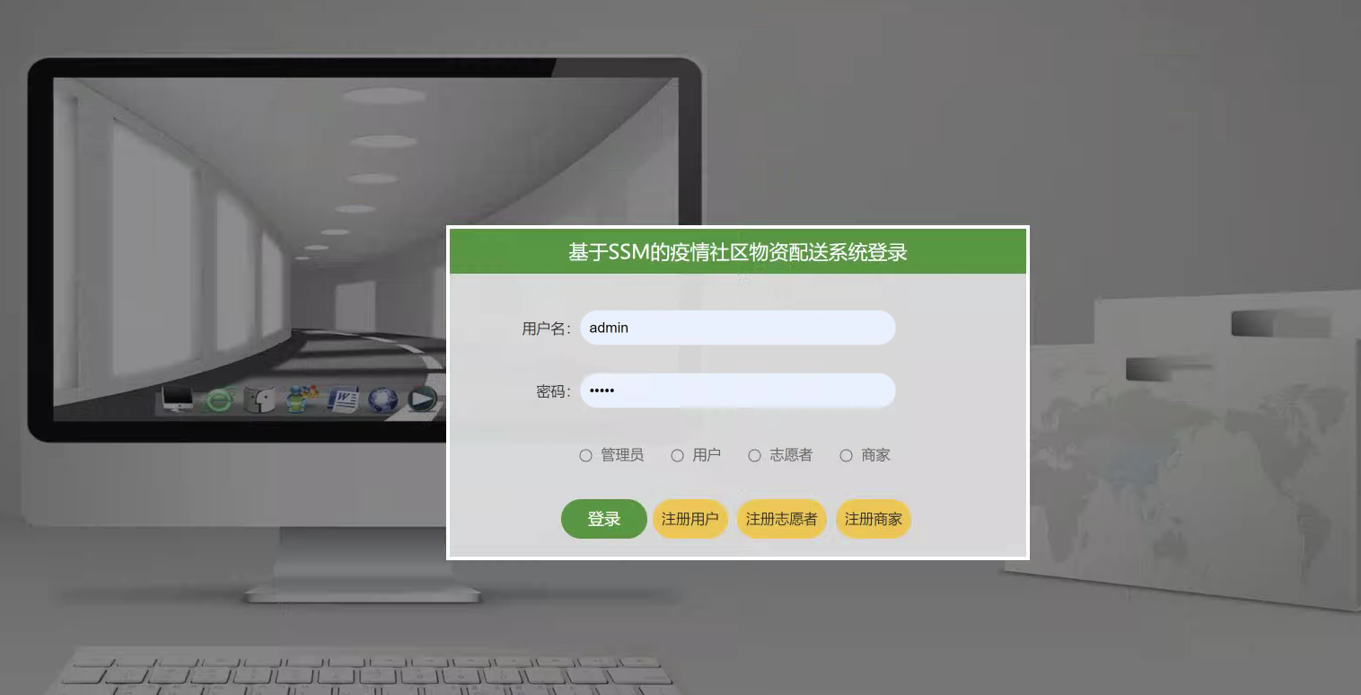 基于SSM的疫情社区物资配送系统登录
用户名： admin
密码： •••••
管理员 用户 志愿者 商家
登录 注册用户 注册志愿者 注册商家